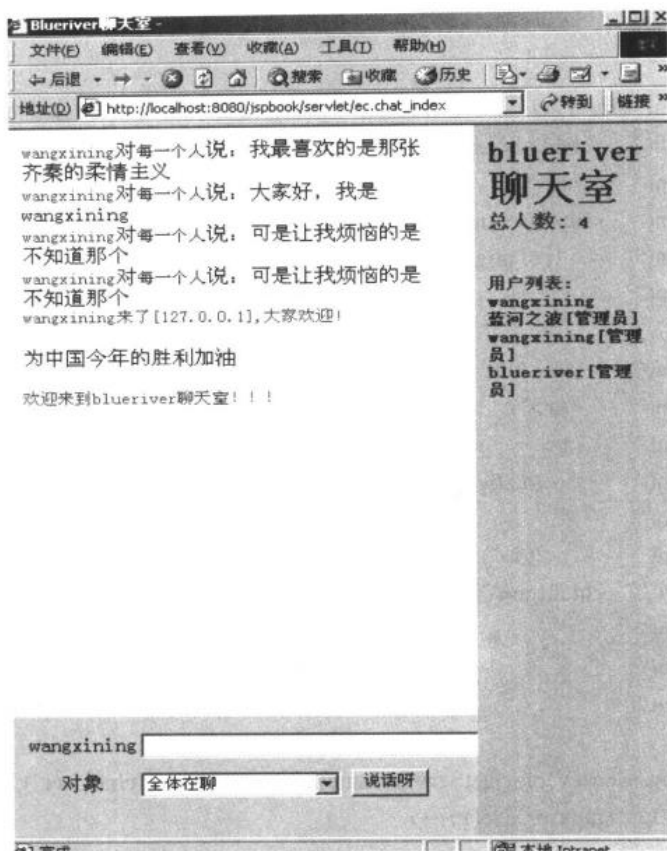 Blueriver聊天室 -
文件(F) 编辑(E) 查看(V) 收藏(A) 工具(T) 帮助(H)
后退 搜索 收藏 历史
地址(D) http://localhost:8080/jspbook/servlet/ec.chat_index 转到 链接 »
wangxining对每一个人说：我最喜欢的是那张
齐秦的柔情主义
wangxining对每一个人说：大家好，我是
wangxining
wangxining对每一个人说：可是让我烦恼的是
不知道那个
wangxining对每一个人说：可是让我烦恼的是
不知道那个
wangxining来了[127.0.0.1],大家欢迎!
为中国今年的胜利加油
欢迎来到blueriver聊天室！！！
blueriver
聊天室
总人数：4
用户列表：
wangxining
蓝河之波[管理员]
wangxining[管理
员]
blueriver[管理
员]
wangxining
对象 全体在聊 说话呀
完成 本地 Intranet